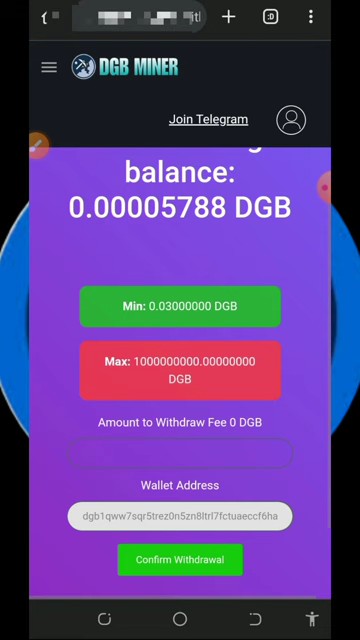 :D
DGB MINER
Join Telegram
balance:
0.00005788 DGB
Min: 0.03000000 DGB
Max: 1000000000.00000000
DGB
Amount to Withdraw Fee 0 DGB
Wallet Address
dgb1qww7sqr5trez0n5zn8ltrl7fctuaeccf6ha
Confirm Withdrawal